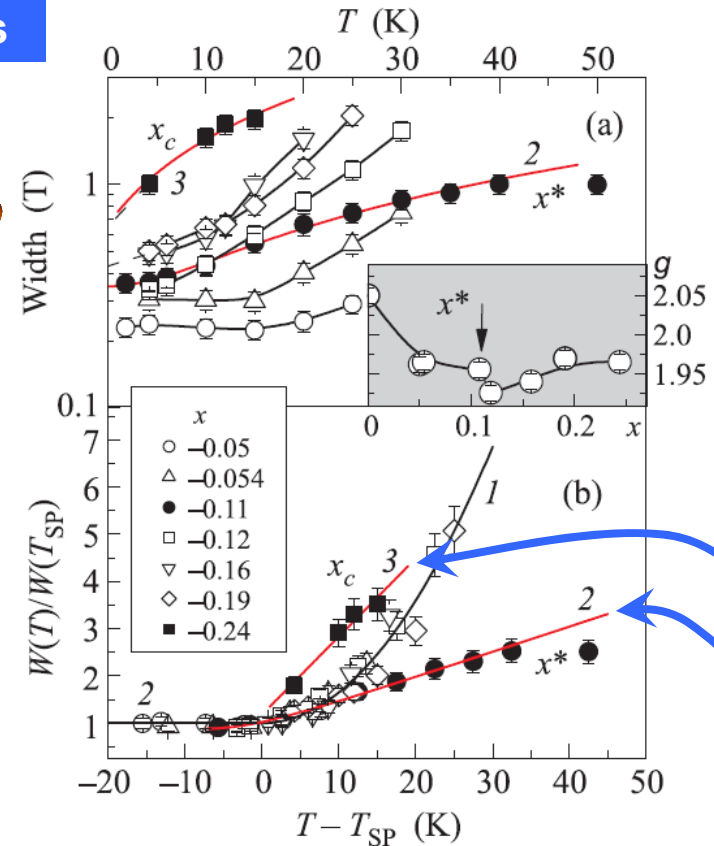 s
T (K)
0 10 20 30 40 50
(a)
x_c
3
2
x*
1
Width (T)
0.1
g
x*
2.05
2.0
1.95
0 0.1 0.2 x
x
–0.05
–0.054
–0.11
–0.12
–0.16
–0.19
–0.24
7
6
5
4
3
2
1
W(T)/W(T_SP)
(b)
1
x_c 3
2
x*
2
–20 –10 0 10 20 30 40 50
T – T_SP (K)